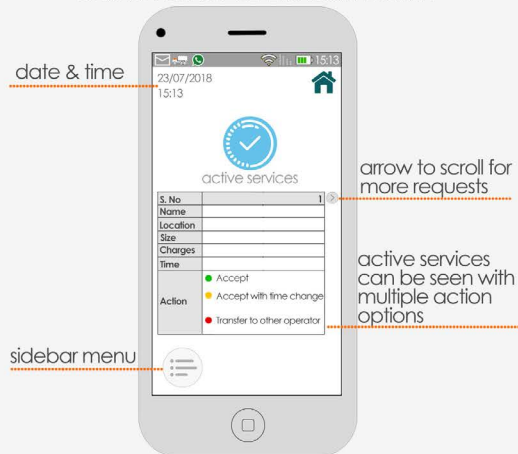 15:13
date & time
23/07/2018
15:13
active services
arrow to scroll for
more requests
S. No 1
Name
Location
Size
Charges
Time
Action
Accept
Accept with time change
Transfer to other operator
active services
can be seen with
multiple action
options
sidebar menu